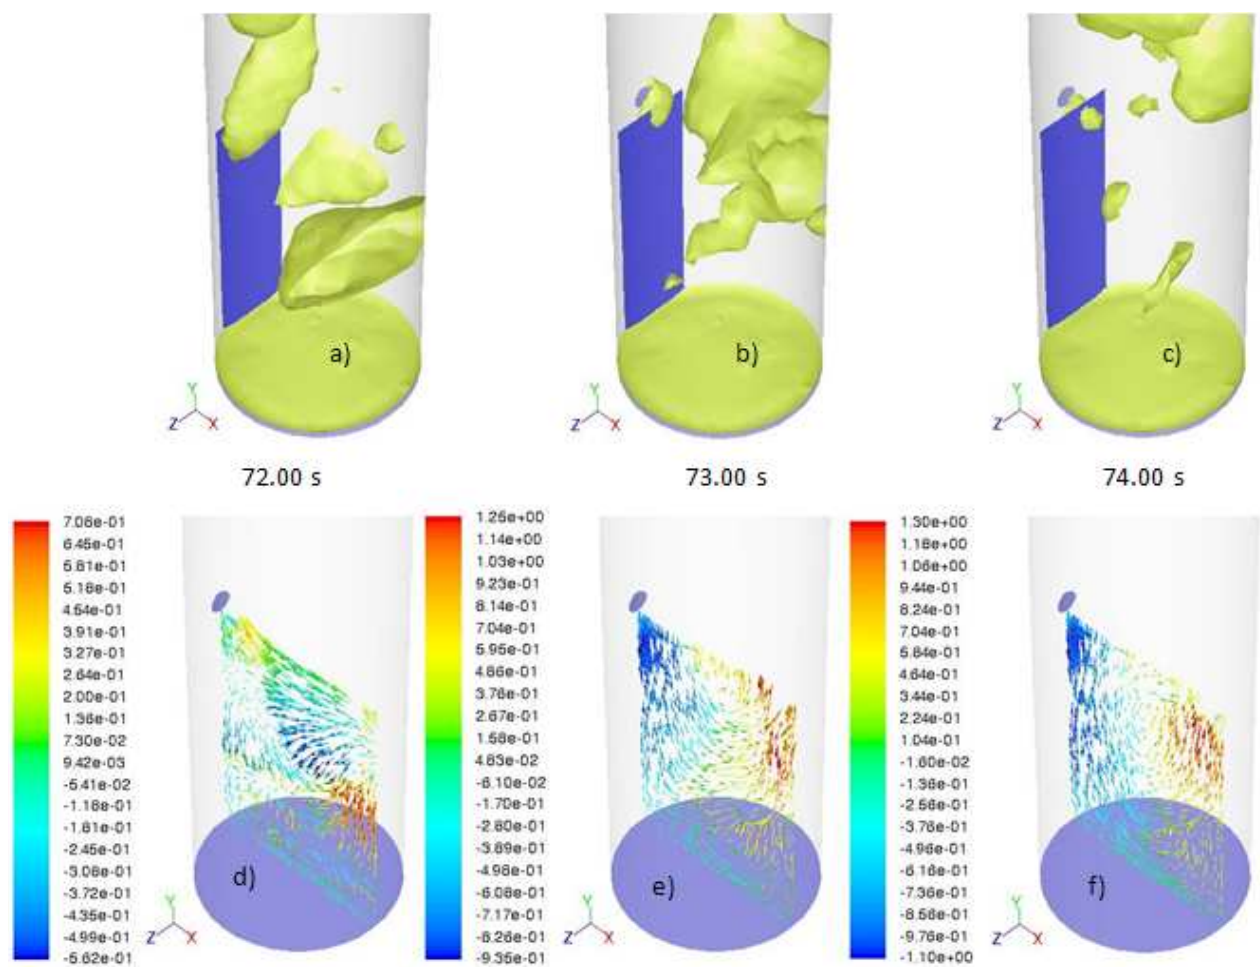 a)
b)
c)
Y
Z
X
Y
Z
X
Y
Z
X
72.00 s
73.00 s
74.00 s
7.08e-01
6.45e-01
5.81e-01
5.18e-01
4.54e-01
3.91e-01
3.27e-01
2.64e-01
2.00e-01
1.36e-01
7.30e-02
9.42e-03
-5.41e-02
-1.18e-01
-1.81e-01
-2.45e-01
-3.08e-01
-3.72e-01
-4.35e-01
-4.99e-01
-5.62e-01
d)
Y
Z
X
1.25e+00
1.14e+00
1.03e+00
9.23e-01
8.14e-01
7.04e-01
5.95e-01
4.86e-01
3.76e-01
2.67e-01
1.58e-01
4.83e-02
-6.10e-02
-1.70e-01
-2.80e-01
-3.89e-01
-4.98e-01
-6.08e-01
-7.17e-01
-8.26e-01
-9.35e-01
e)
Y
Z
X
1.30e+00
1.18e+00
1.06e+00
9.44e-01
8.24e-01
7.04e-01
5.84e-01
4.64e-01
3.44e-01
2.24e-01
1.04e-01
-1.60e-02
-1.36e-01
-2.56e-01
-3.76e-01
-4.96e-01
-6.16e-01
-7.36e-01
-8.56e-01
-9.76e-01
-1.10e+00
f)
Y
Z
X